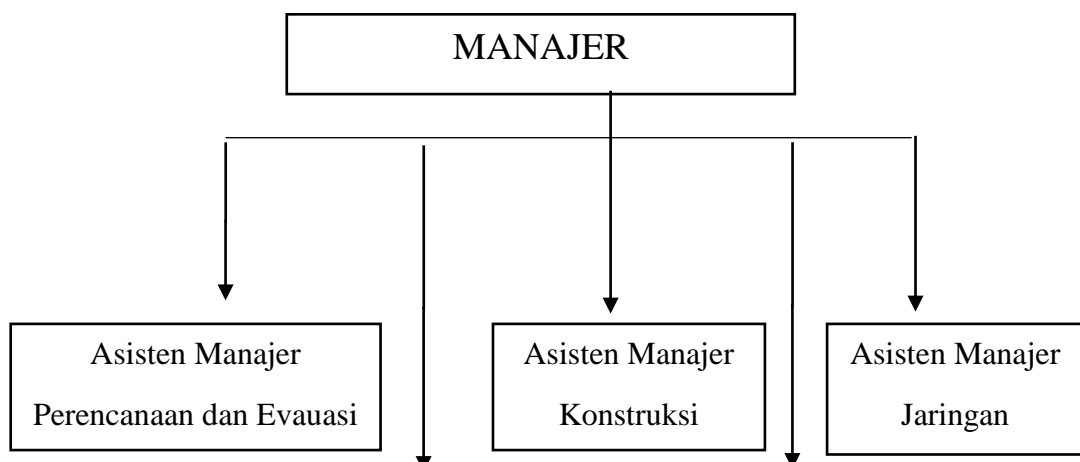 MANAJER
Asisten Manajer
Perencanaan dan Evauasi
Asisten Manajer
Konstruksi
Asisten Manajer
Jaringan